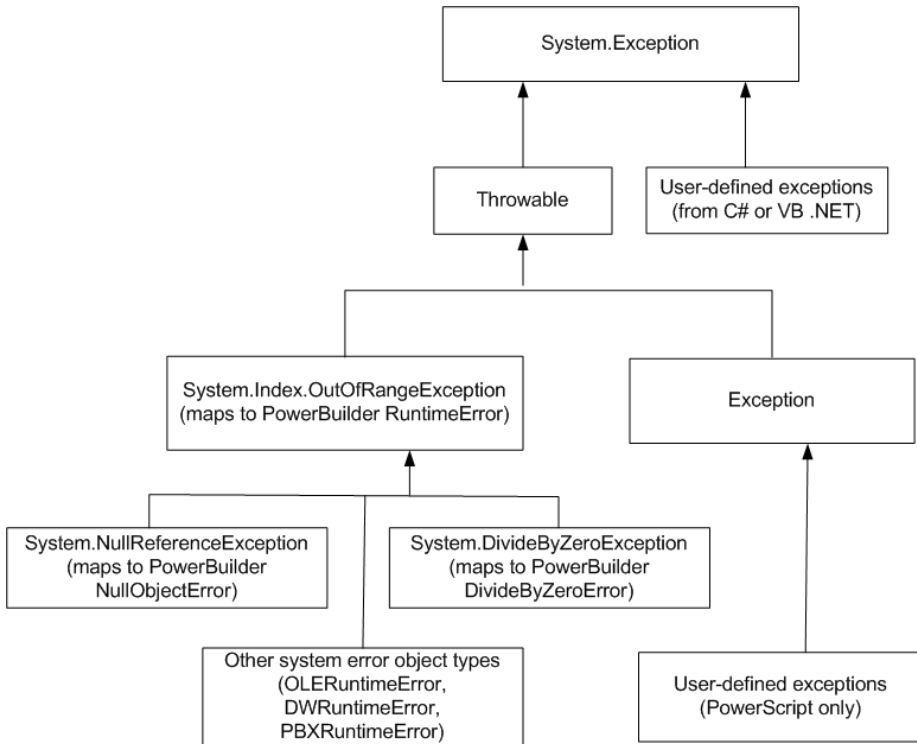 System.Exception
Throwable
User-defined exceptions
(from C# or VB .NET)
System.Index.OutOfRangeException
(maps to PowerBuilder RuntimeError)
Exception
System.NullReferenceException
(maps to PowerBuilder
NullObjectError)
System.DivideByZeroException
(maps to PowerBuilder
DivideByZeroError)
Other system error object types
(OLERuntimeError,
DWRuntimeError,
PBXRuntimeError)
User-defined exceptions
(PowerScript only)